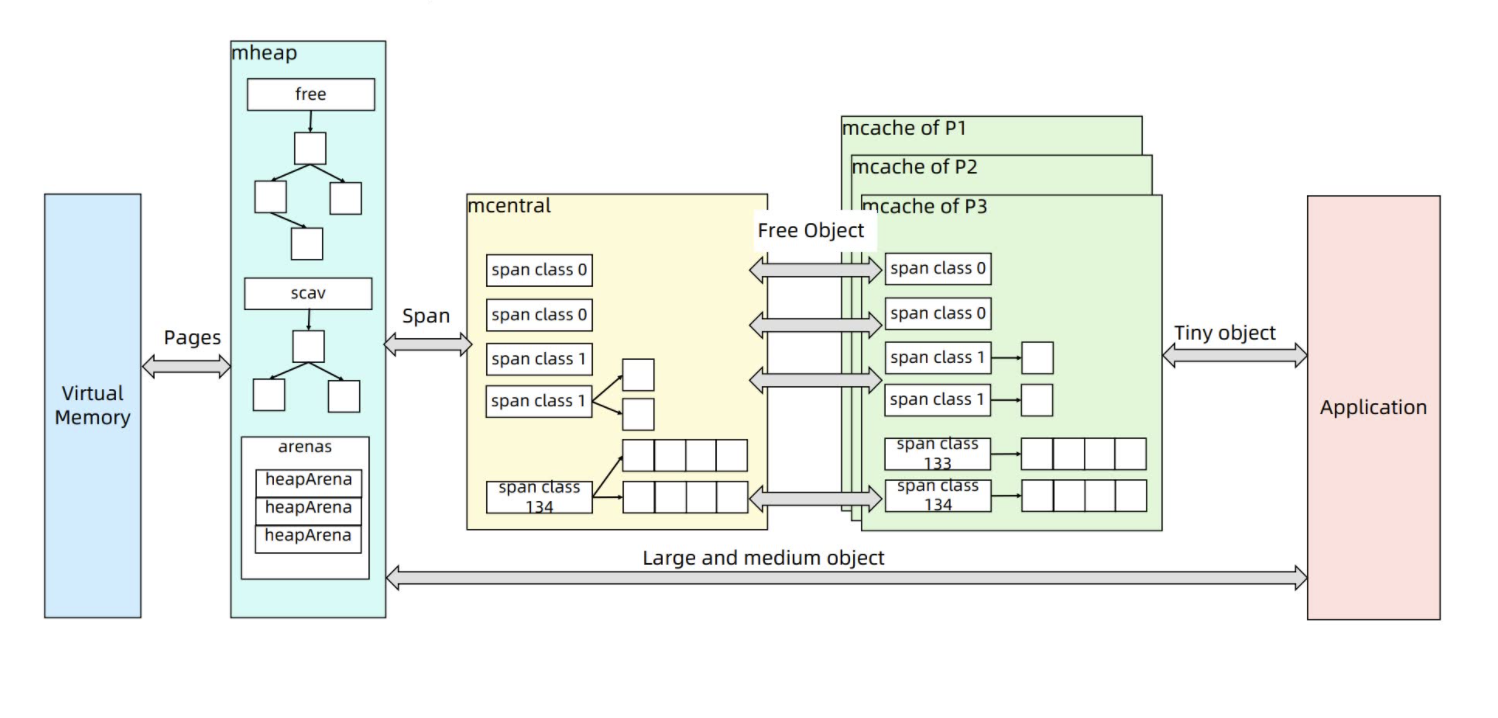 Virtual
Memory
Pages
mheap
free
scav
arenas
heapArena
heapArena
heapArena
Span
mcentral
span class 0
span class 0
span class 1
span class 1
span class
134
Free Object
mcache of P1
mcache of P2
mcache of P3
span class 0
span class 0
span class 1
span class 1
span class
133
span class
134
Tiny object
Large and medium object
Application